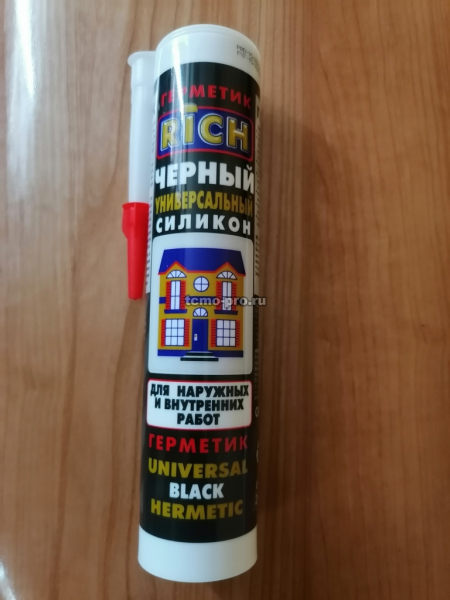 ГЕРМЕТИК
RICH
ЧЕРНЫЙ
УНИВЕРСАЛЬНЫЙ
СИЛИКОН
tcmo-pro.ru
ДЛЯ НАРУЖНЫХ
И ВНУТРЕННИХ
РАБОТ
ГЕРМЕТИК
UNIVERSAL
BLACK
HERMETIC